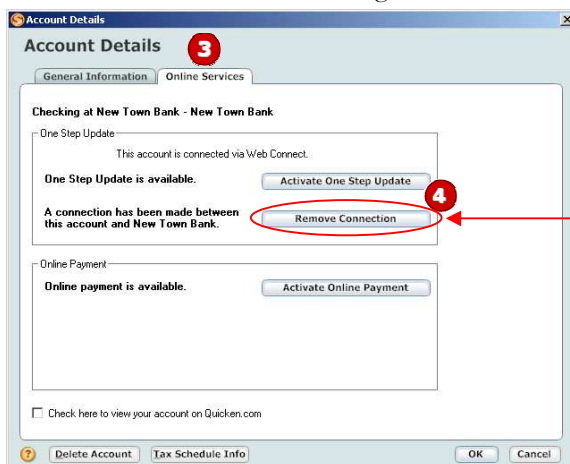 Account Details
Account Details
3
General Information Online Services
Checking at New Town Bank - New Town Bank
One Step Update
This account is connected via Web Connect.
One Step Update is available. Activate One Step Update
4
A connection has been made between
this account and New Town Bank. Remove Connection
Online Payment
Online payment is available. Activate Online Payment
Check here to view your account on Quicken.com
? Delete Account Tax Schedule Info OK Cancel